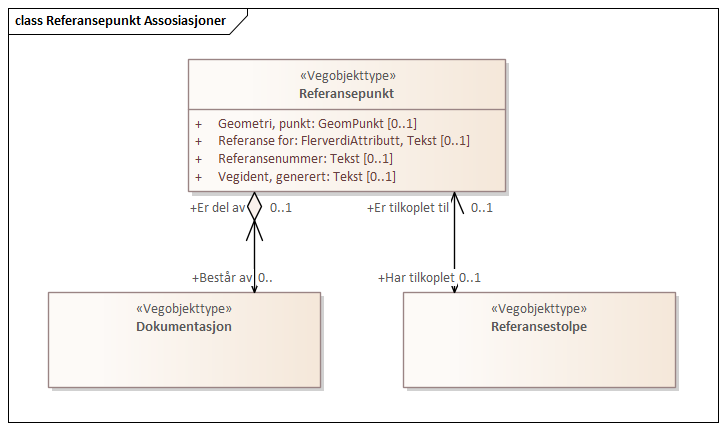 class Referansepunkt Assosiasjoner
«Vegobjekttype»
Referansepunkt
+ Geometri, punkt: GeomPunkt [0..1]
+ Referanse for: FlerverdiAttributt, Tekst [0..1]
+ Referansenummer: Tekst [0..1]
+ Vegident, generert: Tekst [0..1]
+Er del av 0..1
+Er tilkoplet til 0..1
+Består av 0..
+Har tilkoplet 0..1
«Vegobjekttype»
Dokumentasjon
«Vegobjekttype»
Referansestolpe